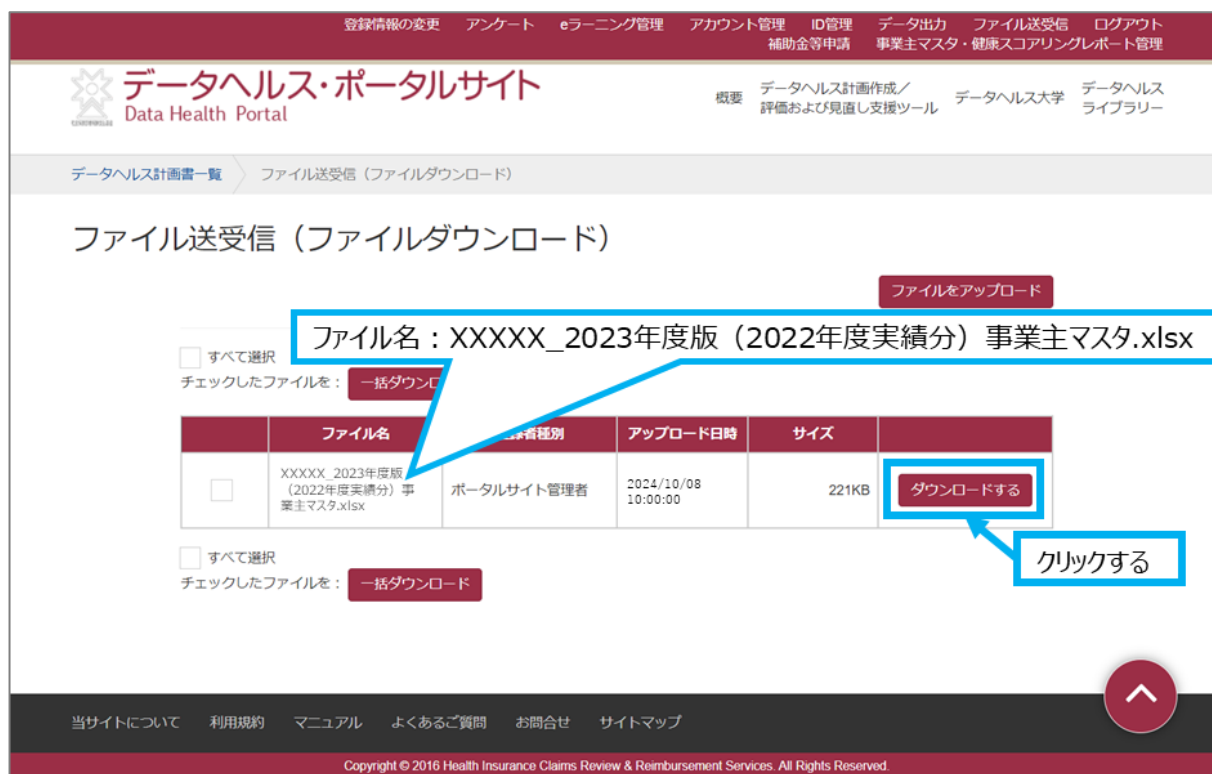 登録情報の変更 アンケート eラーニング管理 アカウント管理 ID管理 データ出力 ファイル送受信 ログアウト
補助金等申請 事業主マスタ・健康スコアリングレポート管理
データヘルス・ポータルサイト
Data Health Portal
概要
データヘルス計画作成／
評価および見直し支援ツール
データヘルス大学
データヘルス
ライブラリー
データヘルス計画書一覧 ファイル送受信（ファイルダウンロード）
ファイル送受信（ファイルダウンロード）
ファイルをアップロード
ファイル名：XXXXX_2023年度版（2022年度実績分）事業主マスタ.xlsx
すべて選択
チェックしたファイルを： 一括ダウンロ
ファイル名 録者種別 アップロード日時 サイズ
XXXXX_2023年度版
（2022年度実績分）事
業主マスタ.xlsx
ポータルサイト管理者
2024/10/08
10:00:00
221KB
ダウンロードする
クリックする
すべて選択
チェックしたファイルを： 一括ダウンロード
当サイトについて 利用規約 マニュアル よくあるご質問 お問合せ サイトマップ
Copyright © 2016 Health Insurance Claims Review & Reimbursement Services. All Rights Reserved.